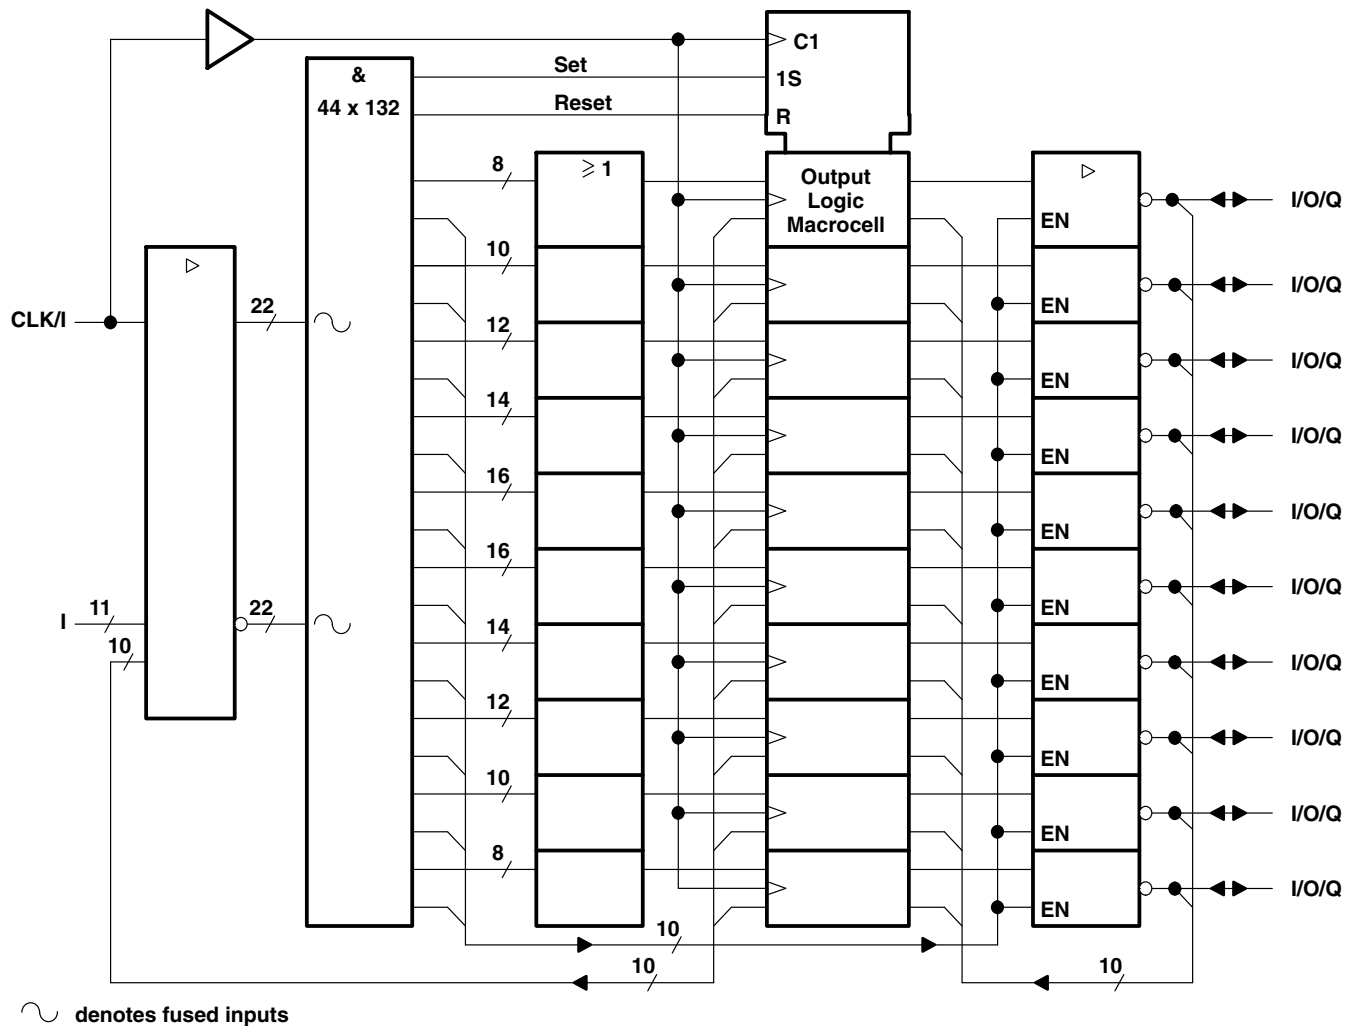 C1
&
Set
1S
44 x 132
Reset
R
8
≥ 1
Output
Logic
Macrocell
I/O/Q
EN
10
I/O/Q
EN
22
CLK/I
12
I/O/Q
EN
14
I/O/Q
EN
16
I/O/Q
EN
16
I/O/Q
EN
11
22
I
14
10
I/O/Q
EN
12
I/O/Q
EN
10
I/O/Q
EN
8
I/O/Q
EN
10
10
10
denotes fused inputs